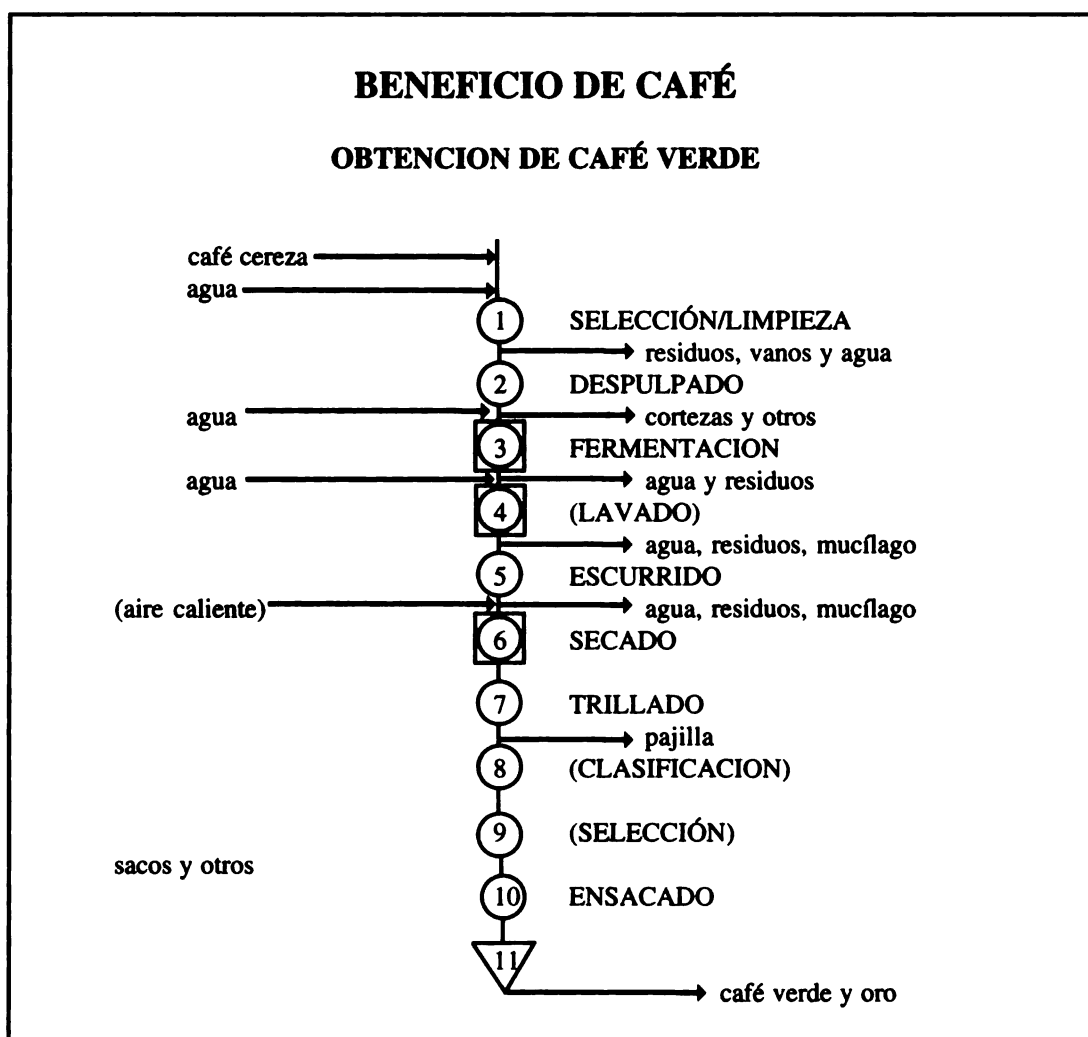 BENEFICIO DE CAFÉ
OBTENCION DE CAFÉ VERDE
café cereza
agua
1 SELECCIÓN/LIMPIEZA
residuos, vanos y agua
2 DESPULPADO
agua
cortezas y otros
3 FERMENTACION
agua
agua y residuos
4 (LAVADO)
agua, residuos, mucílago
5 ESCURRIDO
(aire caliente)
agua, residuos, mucílago
6 SECADO
7 TRILLADO
pajilla
8 (CLASIFICACION)
9 (SELECCIÓN)
sacos y otros
10 ENSACADO
11
café verde y oro